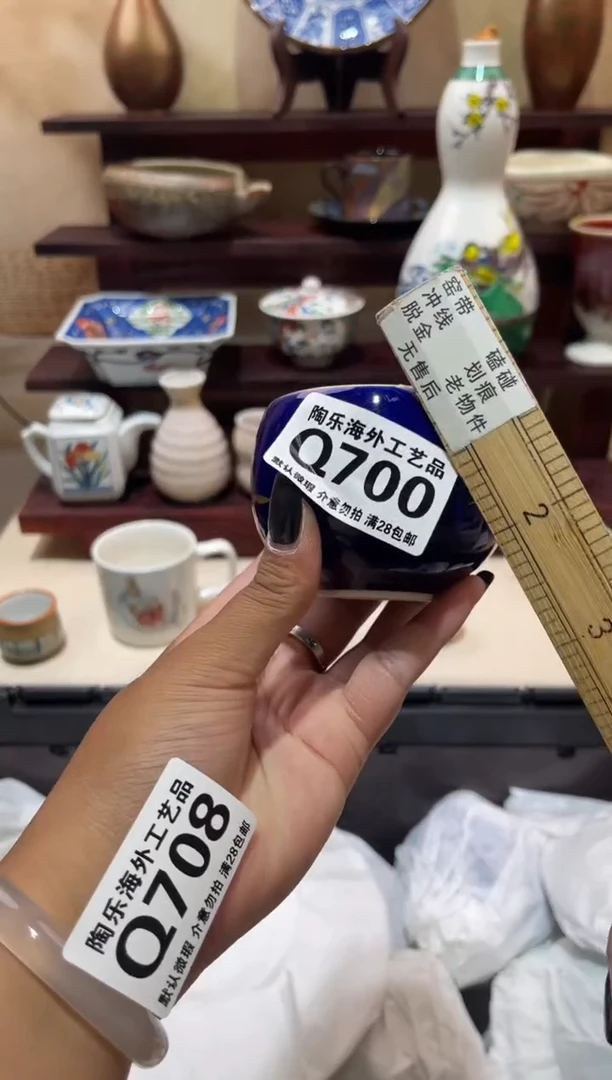 窑带 磕碰
冲线 划痕
脱金 老物件
无售后
陶乐海外工艺品
Q700
默认微瑕 介意勿拍 满28包邮
2
3
陶乐海外工艺品
Q708
默认微瑕 介意勿拍 满28包邮